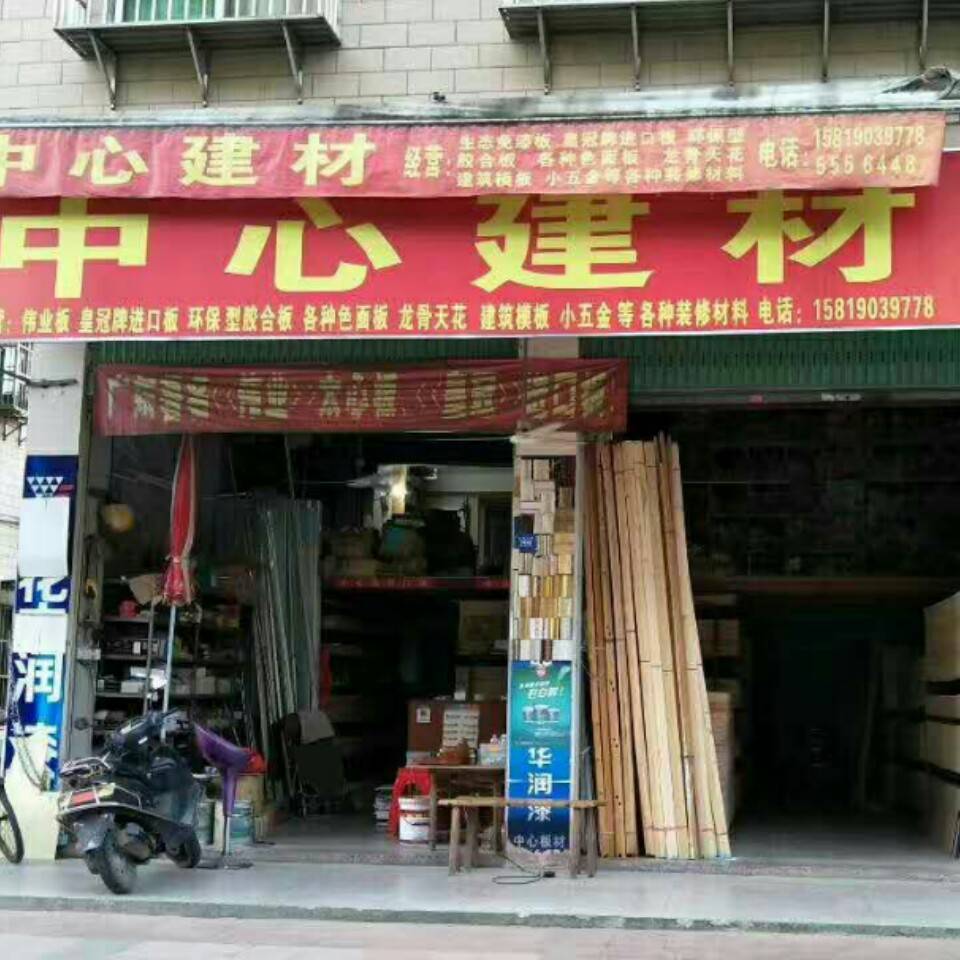 中心建材
经营:
生态免漆板 皇冠牌进口板 环保型
胶合板 各种色面板 龙骨天花
建筑模板 小五金等各种装修材料
电话:
15819039778
5556448
中心建材
: 伟业板 皇冠牌进口板 环保型胶合板 各种色面板 龙骨天花 建筑模板 小五金等各种装修材料 电话: 15819039778
华润漆
润漆
中心板材